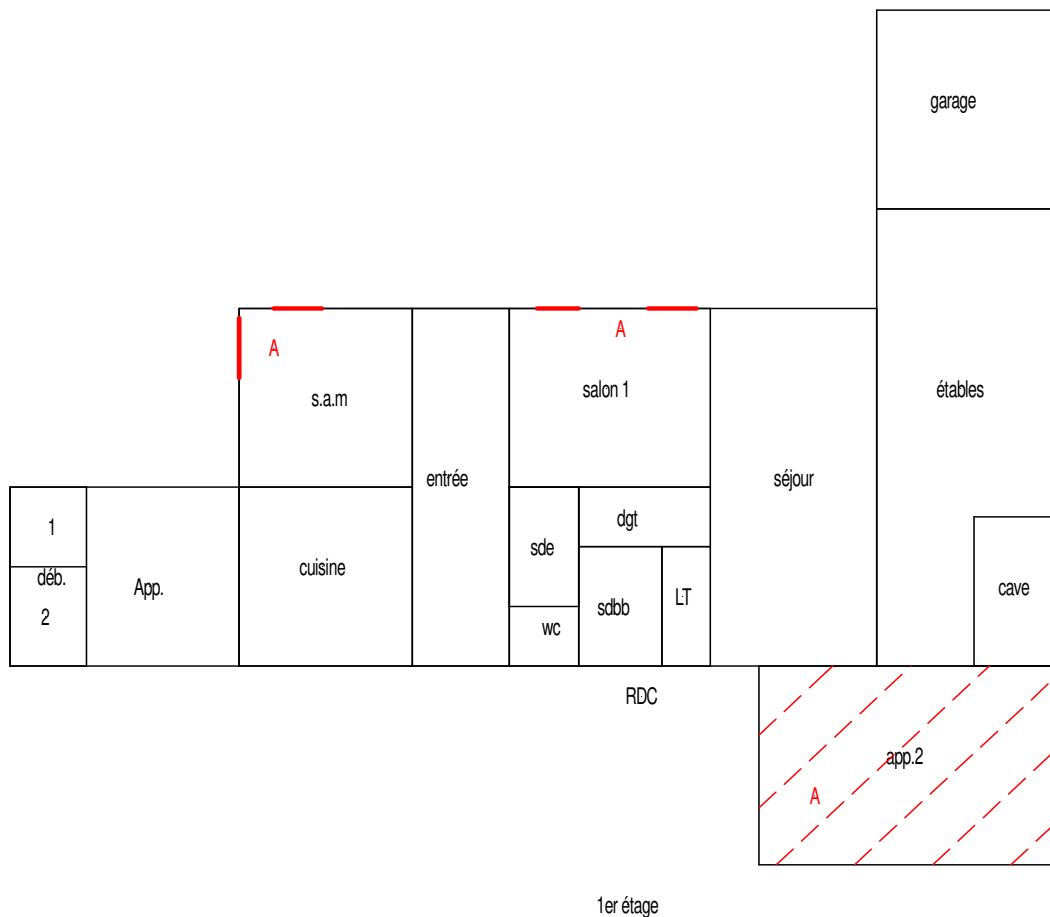 garage
A
A
s.a.m
salon 1
étables
entrée
séjour
1
dgt
sde
cuisine
déb.
App.
2
sdbb
LT
cave
wc
RDC
app.2
A
1er étage